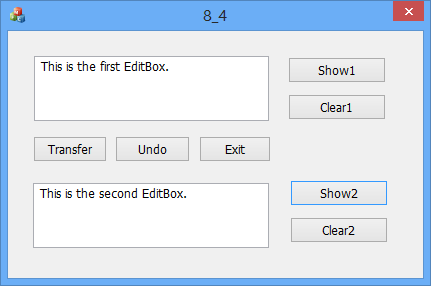 8_4
This is the first EditBox.
Show1
Clear1
Transfer Undo Exit
This is the second EditBox.
Show2
Clear2